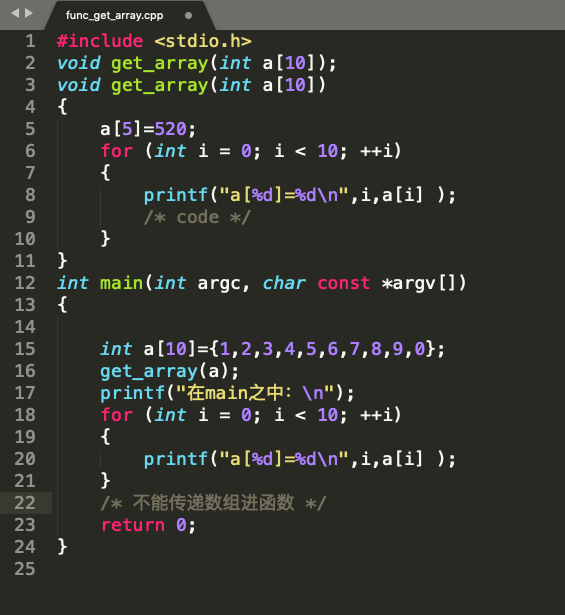 func_get_array.cpp
1 #include <stdio.h>
2 void get_array(int a[10]);
3 void get_array(int a[10])
4 {
5     a[5]=520;
6     for (int i = 0; i < 10; ++i)
7     {
8         printf("a[%d]=%d\n",i,a[i] );
9         /* code */
10     }
11 }
12 int main(int argc, char const *argv[])
13 {
14
15     int a[10]={1,2,3,4,5,6,7,8,9,0};
16     get_array(a);
17     printf("在main之中：\n");
18     for (int i = 0; i < 10; ++i)
19     {
20         printf("a[%d]=%d\n",i,a[i] );
21     }
22     /* 不能传递数组进函数 */
23     return 0;
24 }
25